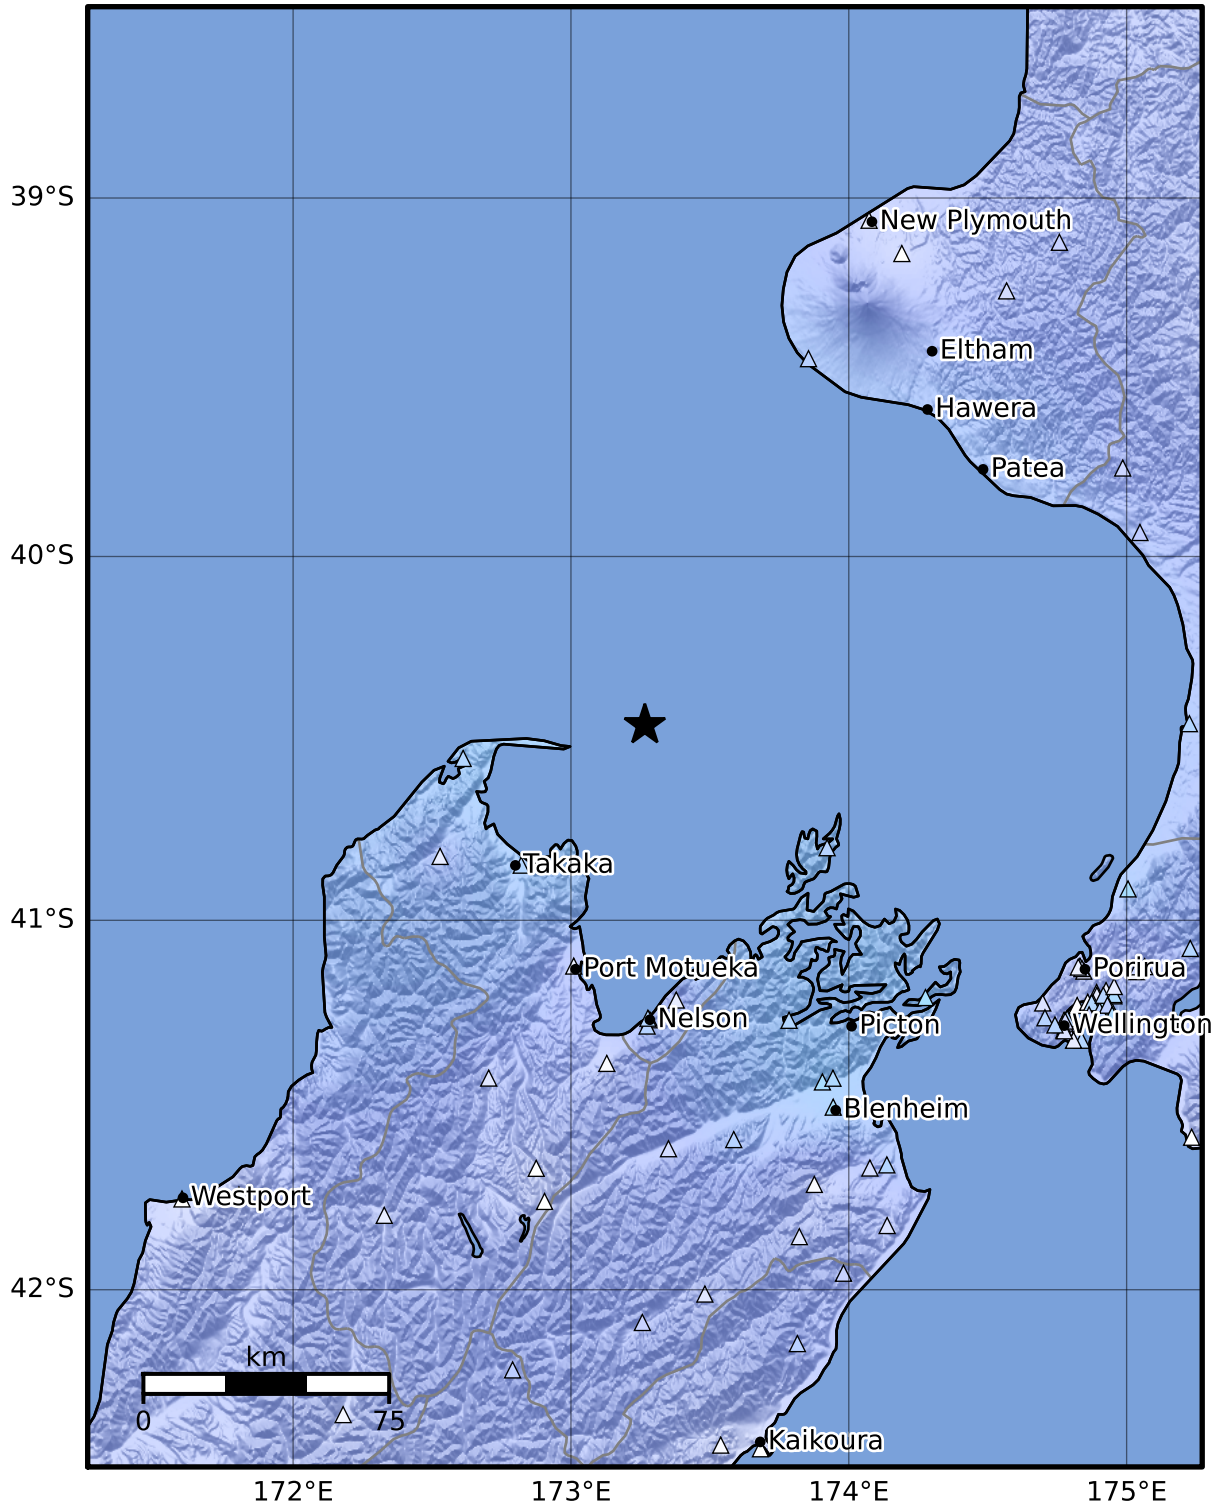 39°S
New Plymouth
Eltham
Hawera
Patea
40°S
Takaka
41°S
Port Motueka
Porirua
Nelson
Picton
Wellington
Blenheim
Westport
42°S
km
0
75
Kaikoura
172°E
173°E
174°E
175°E